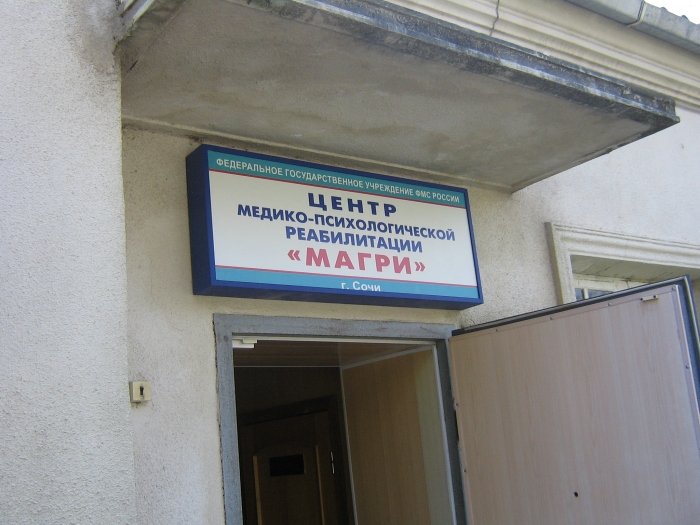 ФЕДЕРАЛЬНОЕ ГОСУДАРСТВЕННОЕ УЧРЕЖДЕНИЕ ФМС РОССИИ
ЦЕНТР
МЕДИКО-ПСИХОЛОГИЧЕСКОЙ
РЕАБИЛИТАЦИИ
«МАГРИ»
г. Сочи